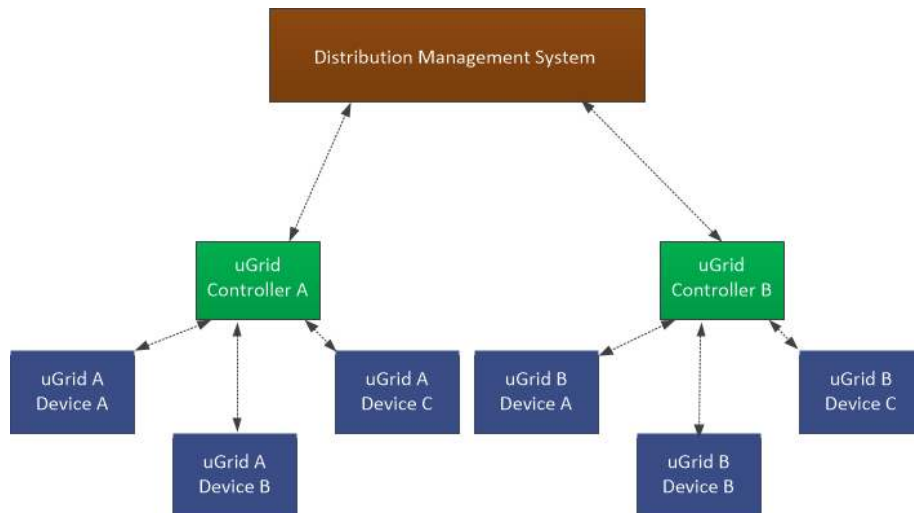 Distribution Management System
uGrid
Controller A
uGrid
Controller B
uGrid A
Device A
uGrid A
Device B
uGrid A
Device C
uGrid B
Device A
uGrid B
Device B
uGrid B
Device C